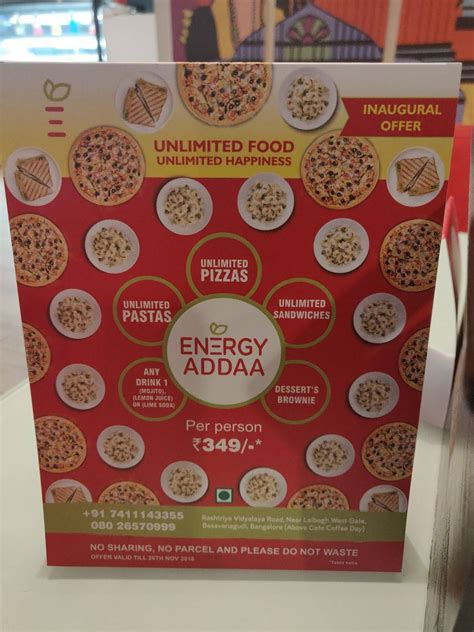 INAUGURAL
OFFER
UNLIMITED FOOD
UNLIMITED HAPPINESS
UNLIMITED
PIZZAS
UNLIMITED
PASTAS
UNLIMITED
SANDWICHES
ENERGY
ADDAA
ANY
DRINK 1
(MOJITO),
(LEMON JUICE)
OR (LIME SODA)
DESSERT'S
BROWNIE
Per person
₹349/-*
+91 7411143355
080 26570999
Rashtriya Vidyalaya Road, Near Lalbagh West Gate,
Basavanagudi, Bangalore (Above Cafe Coffee Day)
NO SHARING, NO PARCEL AND PLEASE DO NOT WASTE
OFFER VALID TILL 25TH NOV 2018